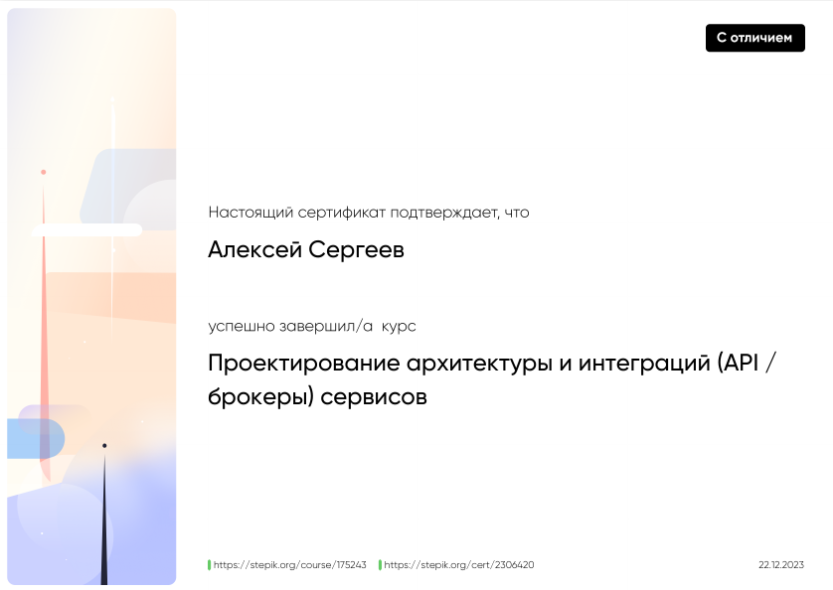 С отличием
Настоящий сертификат подтверждает, что
Алексей Сергеев
успешно завершил/а курс
Проектирование архитектуры и интеграций (API /
брокеры) сервисов
https://stepik.org/course/175243 https://stepik.org/cert/2306420 22.12.2023